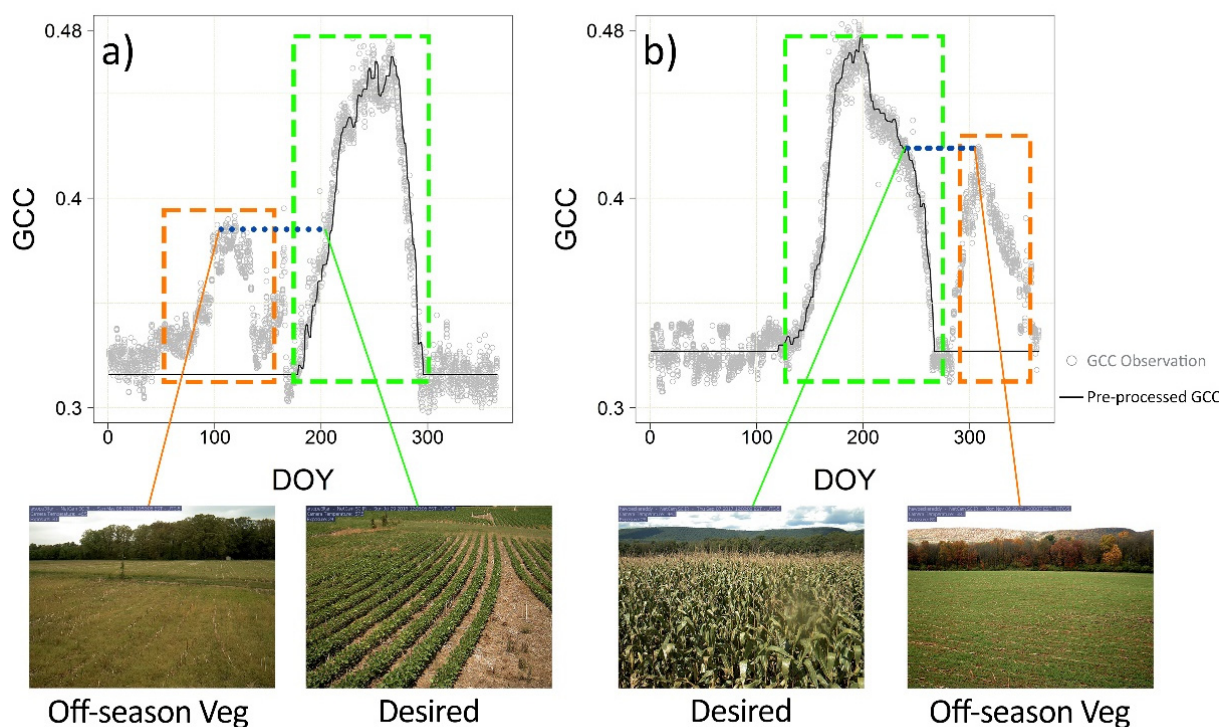 0.48
a)
0.4
GCC
0.3
0
100
200
300
DOY
0.48
b)
0.4
GCC
0.3
0
100
200
300
DOY
GCC Observation
Pre-processed GCC
Off-season Veg
Desired
Desired
Off-season Veg